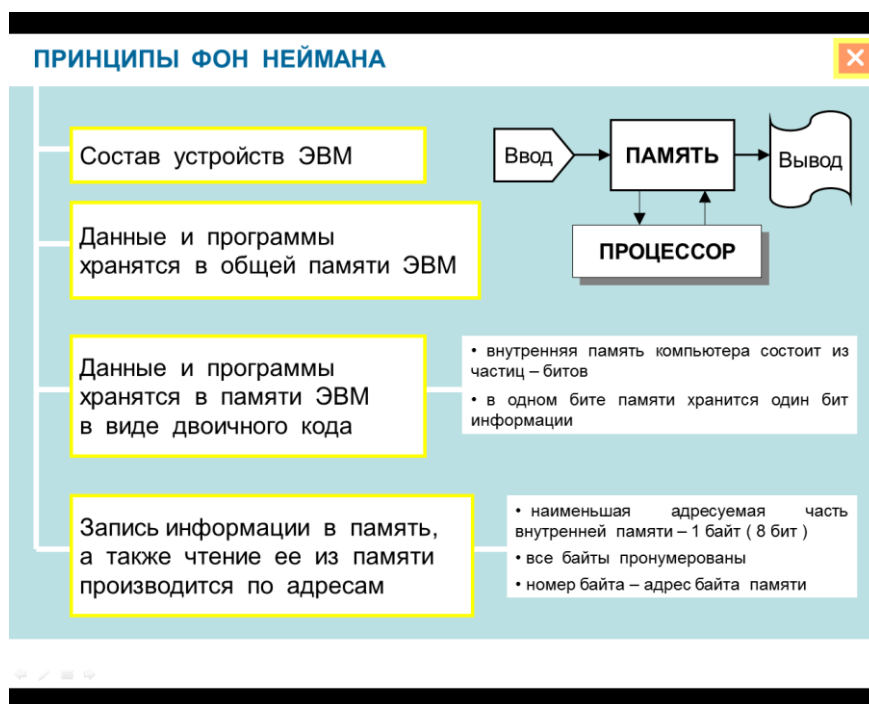 ПРИНЦИПЫ ФОН НЕЙМАНА
Состав устройств ЭВМ
Ввод
ПАМЯТЬ
Вывод
ПРОЦЕССОР
Данные и программы
хранятся в общей памяти ЭВМ
Данные и программы
хранятся в памяти ЭВМ
в виде двоичного кода
• внутренняя память компьютера состоит из
частиц – битов
• в одном бите памяти хранится один бит
информации
Запись информации в память,
а также чтение ее из памяти
производится по адресам
• наименьшая адресуемая часть
внутренней памяти – 1 байт ( 8 бит )
• все байты пронумерованы
• номер байта – адрес байта памяти